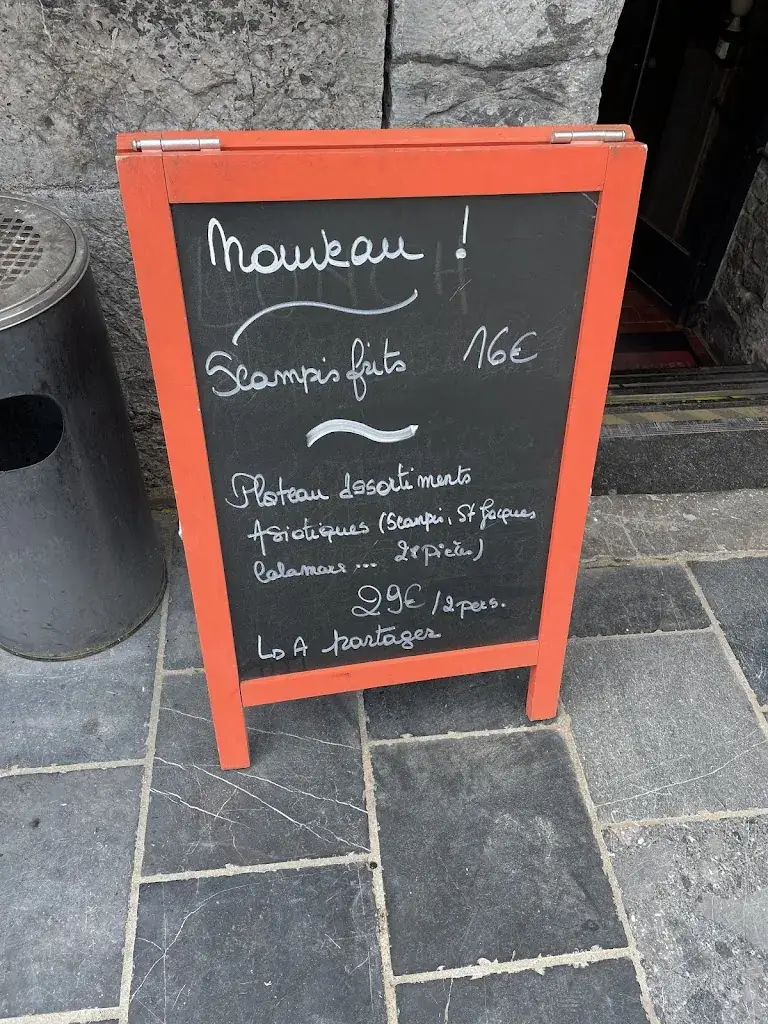 Nouveau !
Scampis frits 16€
Plateau assortiments
Asiatiques (Scampi, St Jacques
Calamars ... 28 pièces)
29€ /2 pers.
↳ A partager